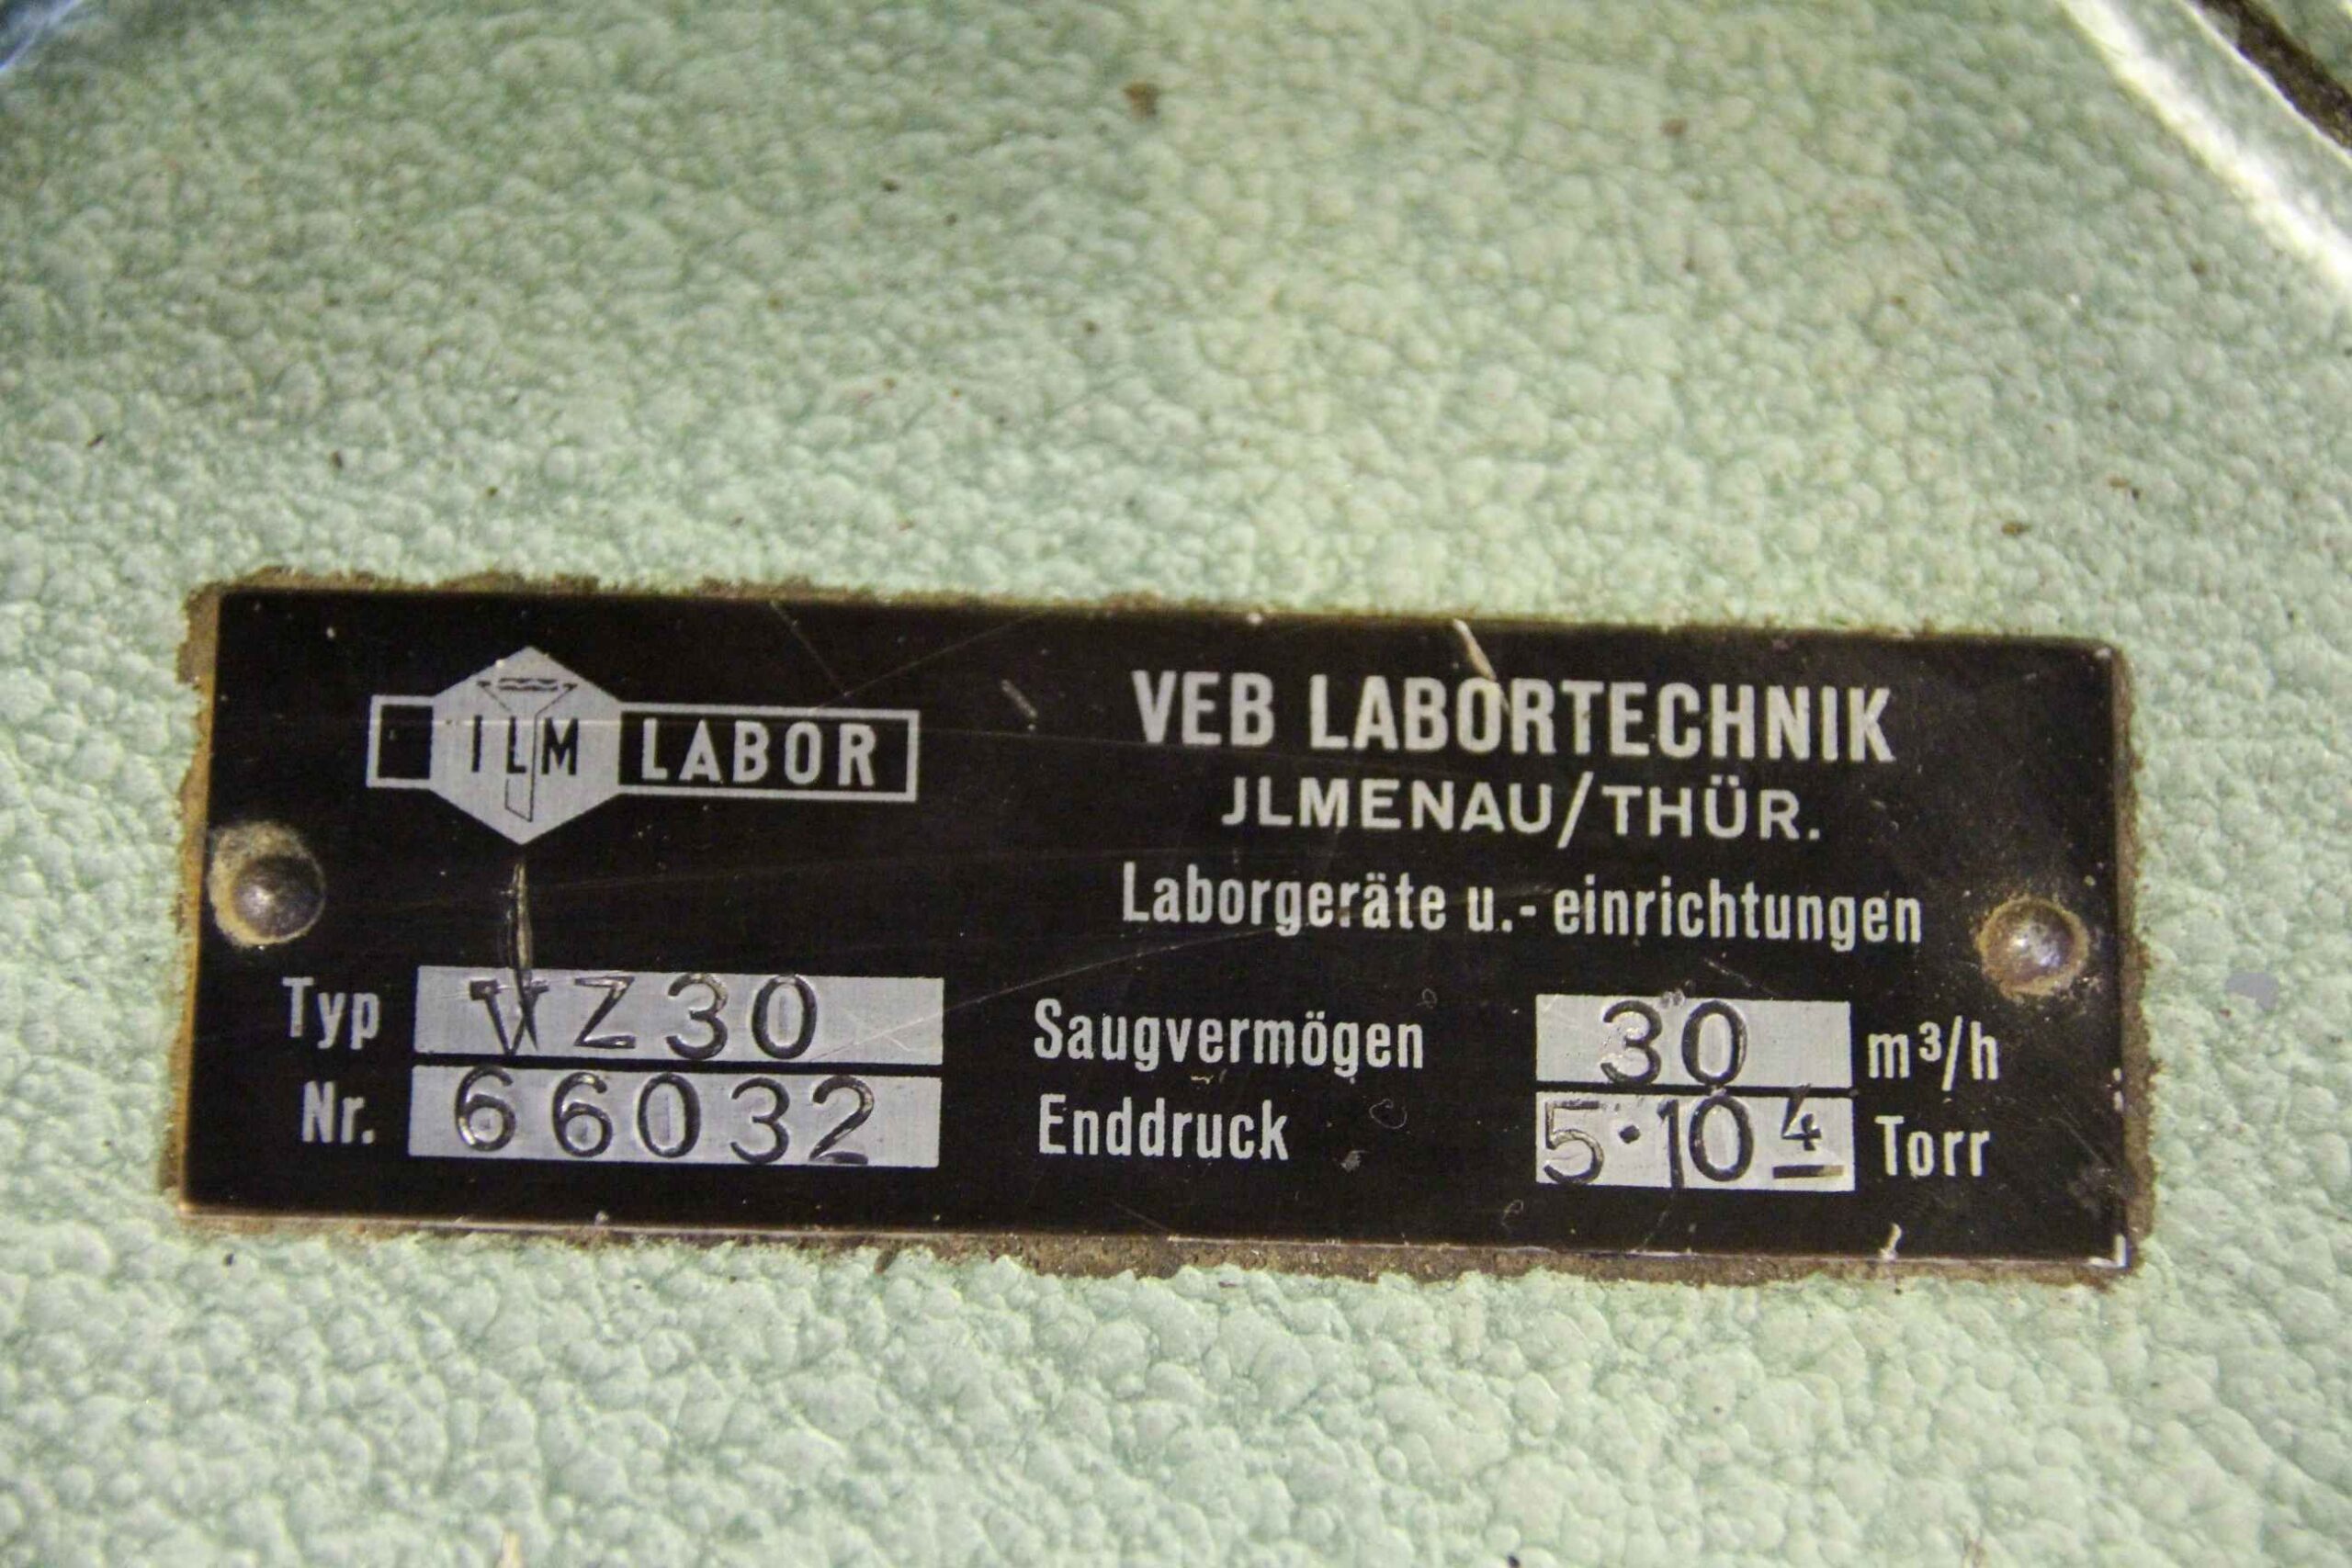 ILM LABOR
VEB LABORTECHNIK
JLMENAU/THÜR.
Laborgeräte u.- einrichtungen
Typ VZ30
Nr. 66032
Saugvermögen 30 m³/h
Enddruck 5·10 4 Torr